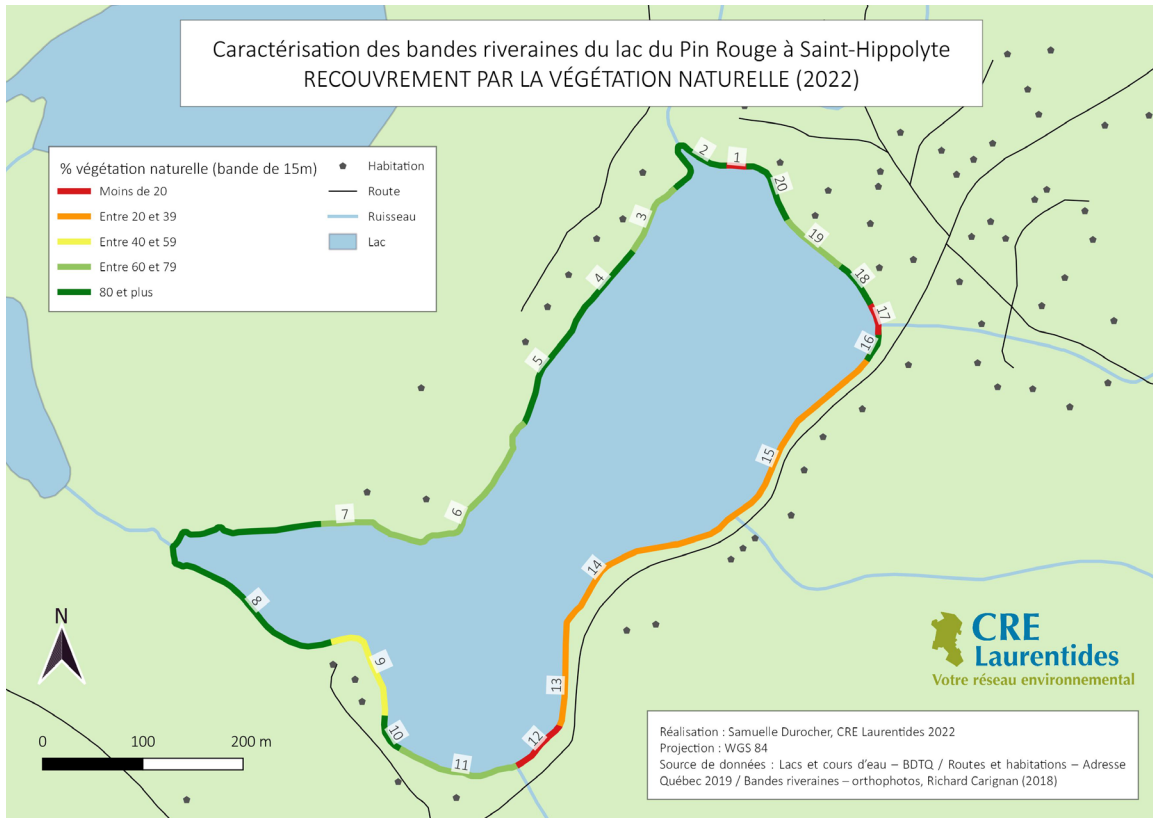 Caractérisation des bandes riveraines du lac du Pin Rouge à Saint-Hippolyte
RECOUVREMENT PAR LA VÉGÉTATION NATURELLE (2022)
% végétation naturelle (bande de 15m)
Moins de 20
Entre 20 et 39
Entre 40 et 59
Entre 60 et 79
80 et plus
Habitation
Route
Ruisseau
Lac
1
2
3
4
5
6
7
8
9
10
11
12
13
14
15
16
17
18
19
20
N
0 100 200 m
CRE
Laurentides
Votre réseau environnemental
Réalisation : Samuelle Durocher, CRE Laurentides 2022
Projection : WGS 84
Source de données : Lacs et cours d'eau – BDTQ / Routes et habitations – Adresse
Québec 2019 / Bandes riveraines – orthophotos, Richard Carignan (2018)